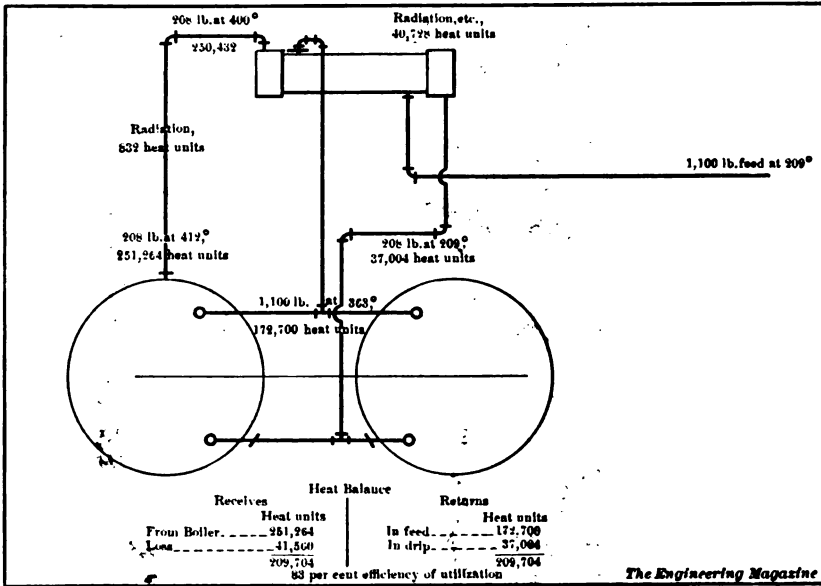 208 lb. at 400°
250,432
Radiation, etc.,
40,728 heat units
Radiation,
832 heat units
1,100 lb. feed at 209°
208 lb. at 412,°
251,264 heat units
208 lb. at 209,°
37,004 heat units
1,100 lb. at 363,°
172,700 heat units
Heat Balance
Receives
Heat units
From Boiler 251,264
Loss 41,560
209,704
Returns
Heat units
In feed 172,700
In drip 37,004
209,704
83 per cent efficiency of utilization
The Engineering Magazine